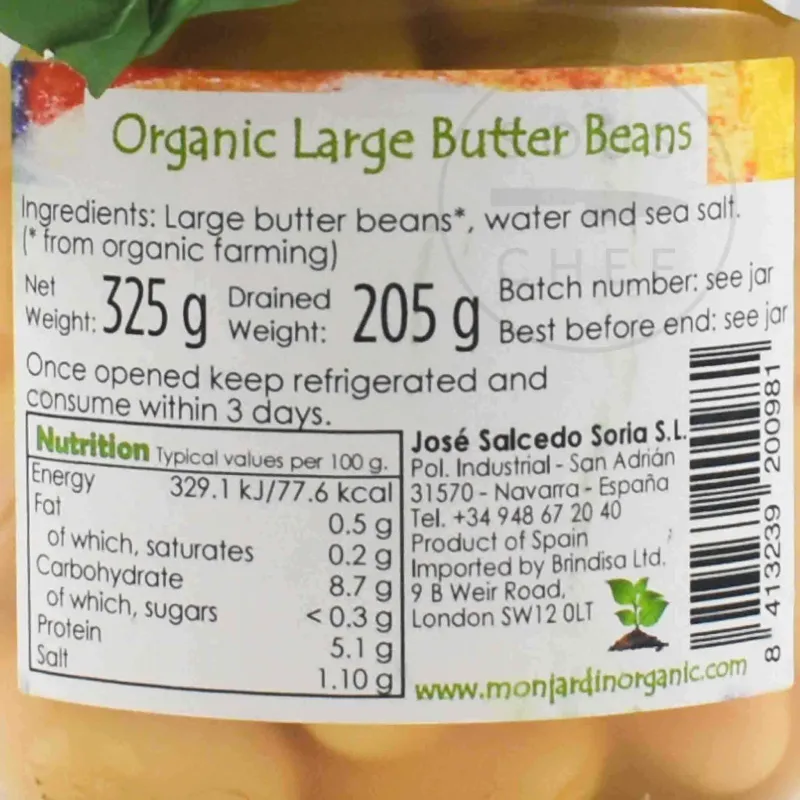 Organic Large Butter Beans
Ingredients: Large butter beans*, water and sea salt.
(* from organic farming)
Net Weight: 325 g Drained Weight: 205 g
Batch number: see jar
Best before end: see jar
Once opened keep refrigerated and
consume within 3 days.
Nutrition Typical values per 100 g.
Energy 329.1 kJ/77.6 kcal
Fat 0.5 g
of which, saturates 0.2 g
Carbohydrate 8.7 g
of which, sugars < 0.3 g
Protein 5.1 g
Salt 1.10 g
José Salcedo Soria S.L.
Pol. Industrial - San Adrián
31570 - Navarra - España
Tel. +34 948 67 20 40
Product of Spain
Imported by Brindisa Ltd.
9 B Weir Road,
London SW12 0LT
www.monjardinorganic.com
8 413239 200981
CHEF